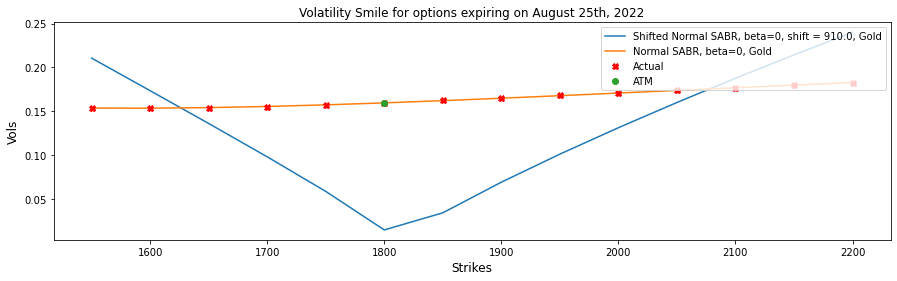 Volatility Smile for options expiring on August 25th, 2022
0.25
0.20
0.15
0.10
0.05
Vols
Shifted Normal SABR, beta=0, shift = 910.0, Gold
Normal SABR, beta=0, Gold
Actual
ATM
1600 1700 1800 1900 2000 2100 2200
Strikes